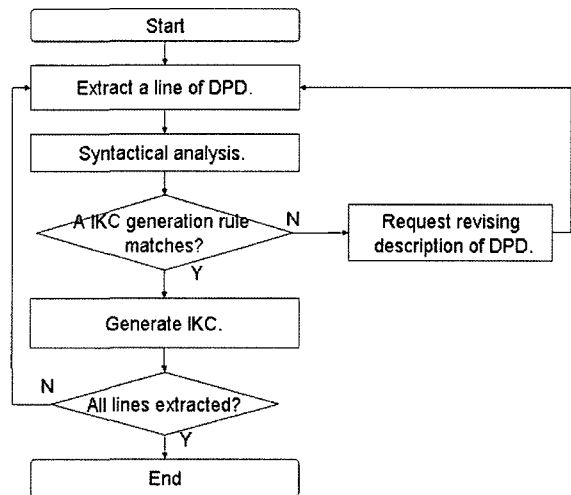 Start
Extract a line of DPD.
Syntactical analysis.
A IKC generation rule
matches?
N
Request revising
description of DPD.
Y
Generate IKC.
N
All lines extracted?
Y
End